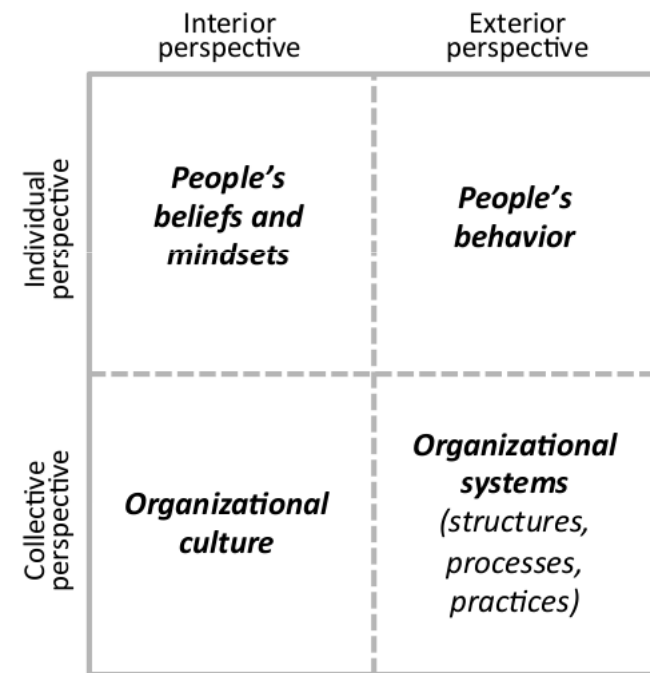 Interior
perspective
Exterior
perspective
Individual
perspective
People’s
beliefs and
mindsets
People’s
behavior
Collective
perspective
Organizational
culture
Organizational
systems
(structures,
processes,
practices)